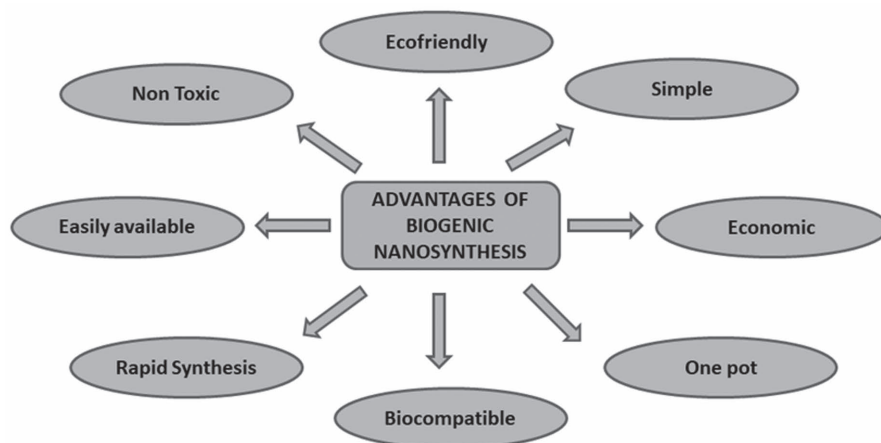 Ecofriendly
Non Toxic
Simple
ADVANTAGES OF
BIOGENIC
NANOSYNTHESIS
Easily available
Economic
Rapid Synthesis
One pot
Biocompatible